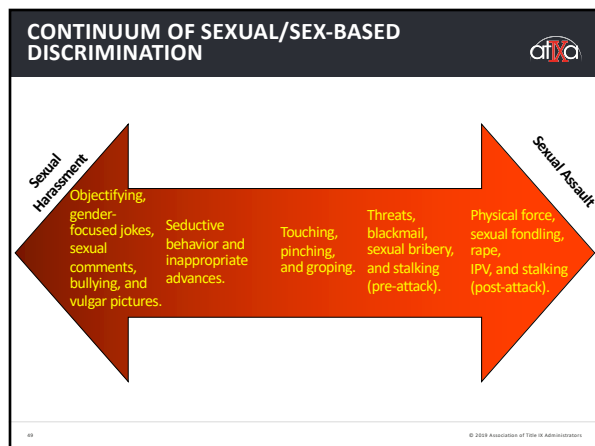 CONTINUUM OF SEXUAL/SEX-BASED
DISCRIMINATION
atIXa
Sexual
Harassment
Objectifying,
gender-
focused jokes,
sexual
comments,
bullying, and
vulgar pictures.
Seductive
behavior and
inappropriate
advances.
Touching,
pinching,
and groping.
Threats,
blackmail,
sexual bribery,
and stalking
(pre-attack).
Physical force,
sexual fondling,
rape,
IPV, and stalking
(post-attack).
Sexual Assault
49
© 2019 Association of Title IX Administrators